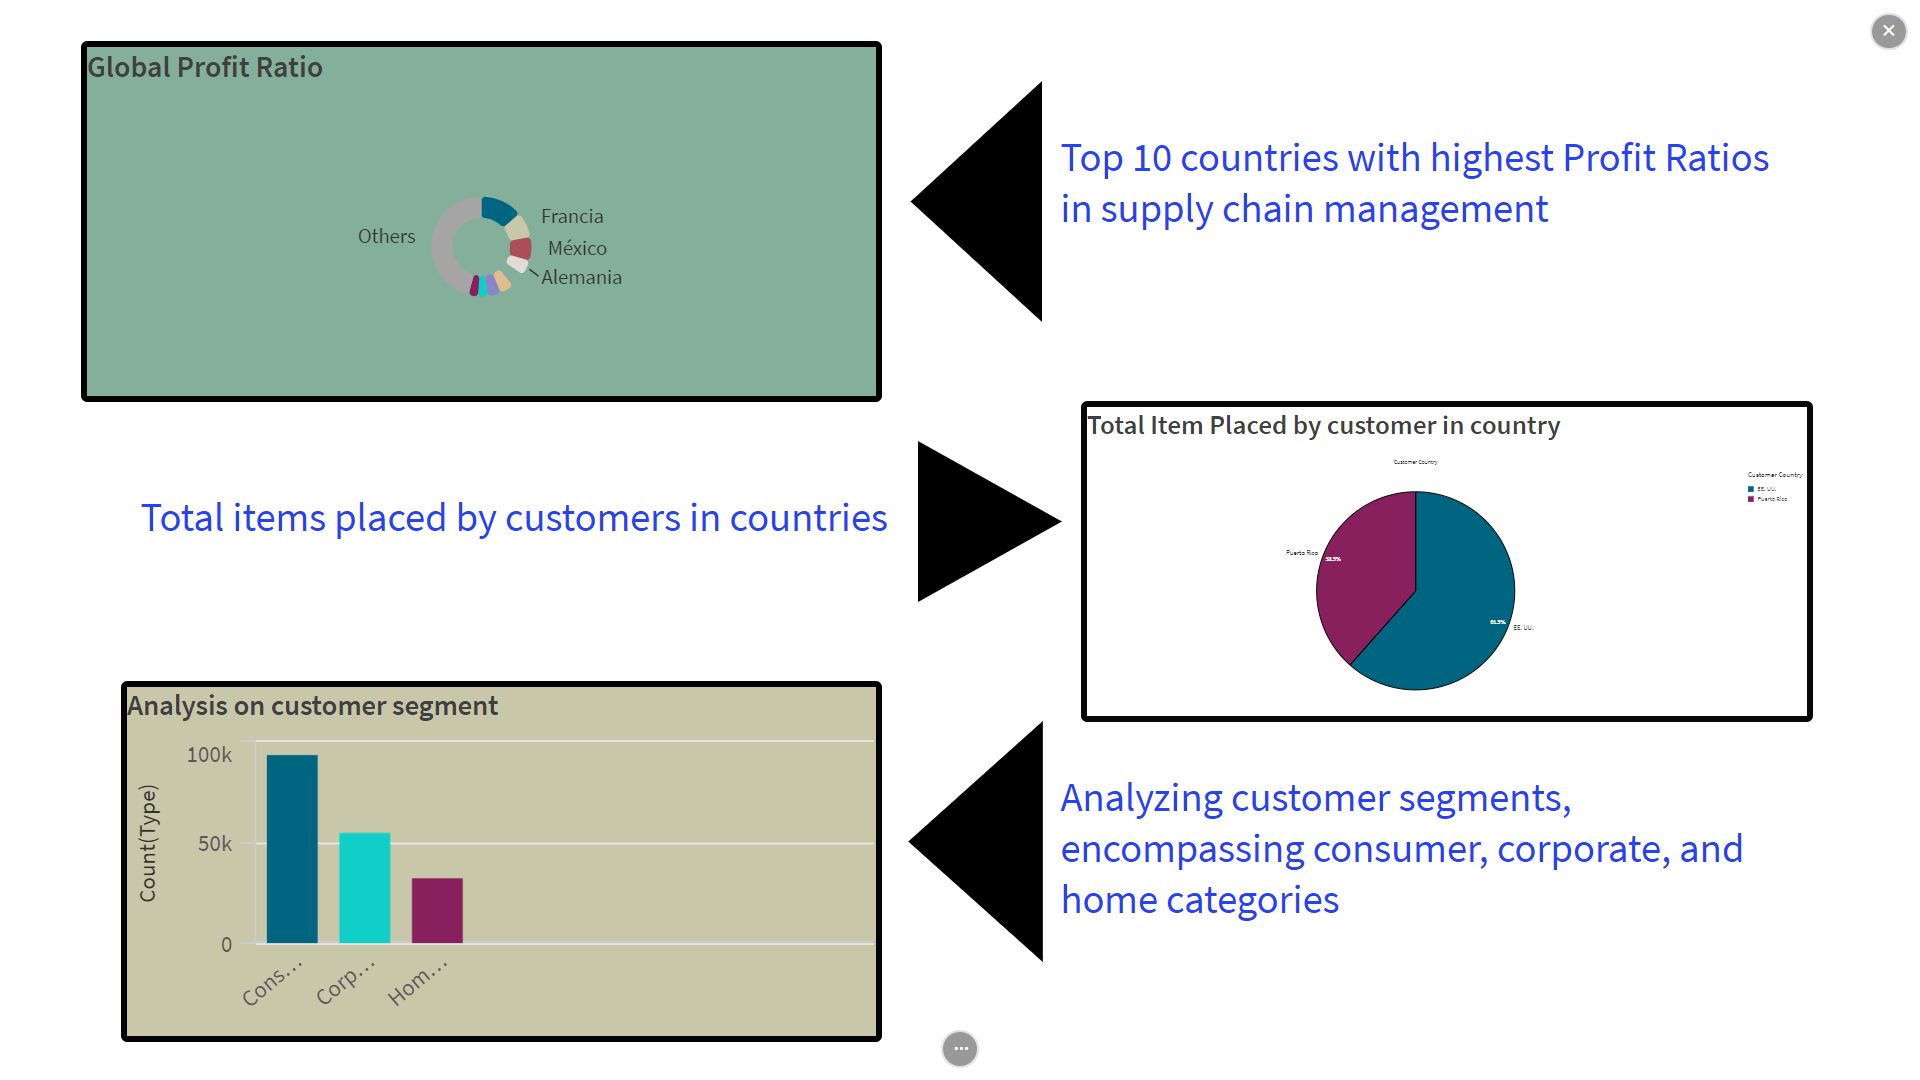 Global Profit Ratio
Others
Francia
México
Alemania
Top 10 countries with highest Profit Ratios
in supply chain management
Total items placed by customers in countries
Total Item Placed by customer in country
Customer Country
Customer Country
EE. UU.
Puerto Rico
Puerto Rico
EE. UU.
Analysis on customer segment
Count(Type)
100k
50k
0
Cons...
Corp...
Hom...
Analyzing customer segments,
encompassing consumer, corporate, and
home categories